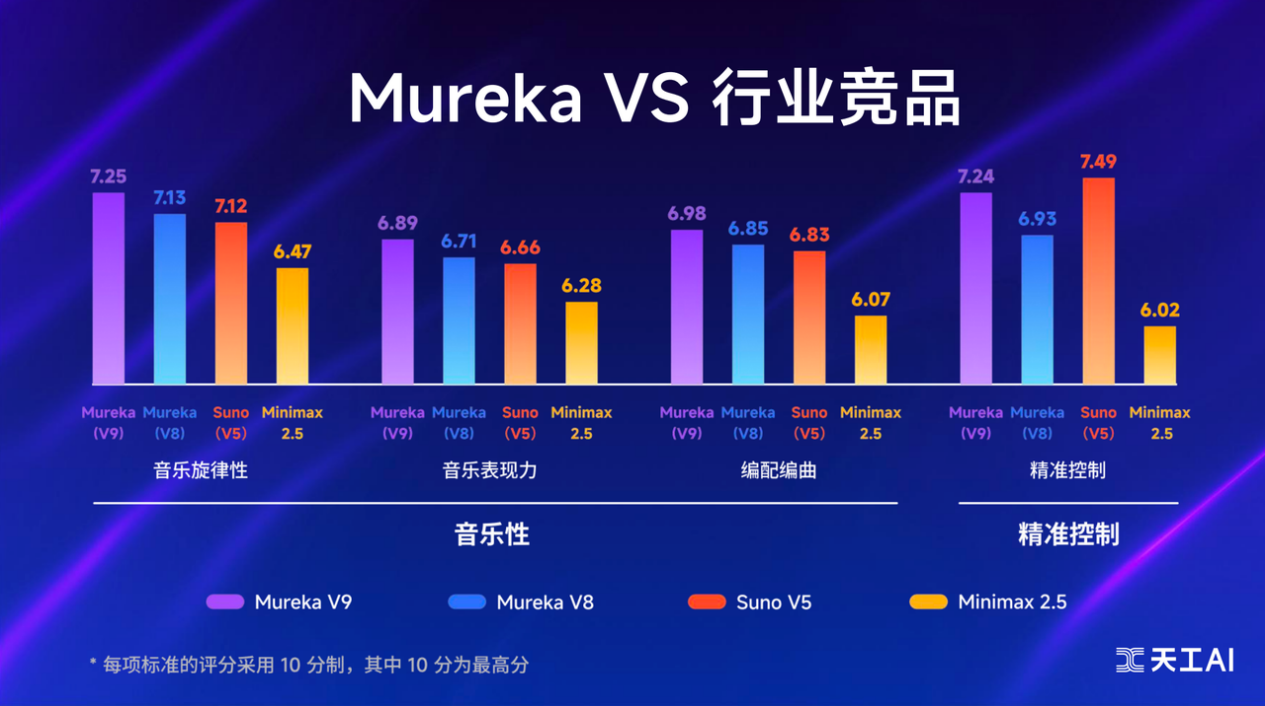 Mureka VS 行业竞品
7.25 7.13 7.12 6.47
6.89 6.71 6.66 6.28
6.98 6.85 6.83 6.07
7.24 6.93 7.49 6.02
Mureka Mureka Suno Minimax
(V9) (V8) (V5) 2.5
音乐旋律性
Mureka Mureka Suno Minimax
(V9) (V8) (V5) 2.5
音乐表现力
Mureka Mureka Suno Minimax
(V9) (V8) (V5) 2.5
编配编曲
Mureka Mureka Suno Minimax
(V9) (V8) (V5) 2.5
精准控制
音乐性
精准控制
Mureka V9
Mureka V8
Suno V5
Minimax 2.5
* 每项标准的评分采用 10 分制，其中 10 分为最高分
天工AI